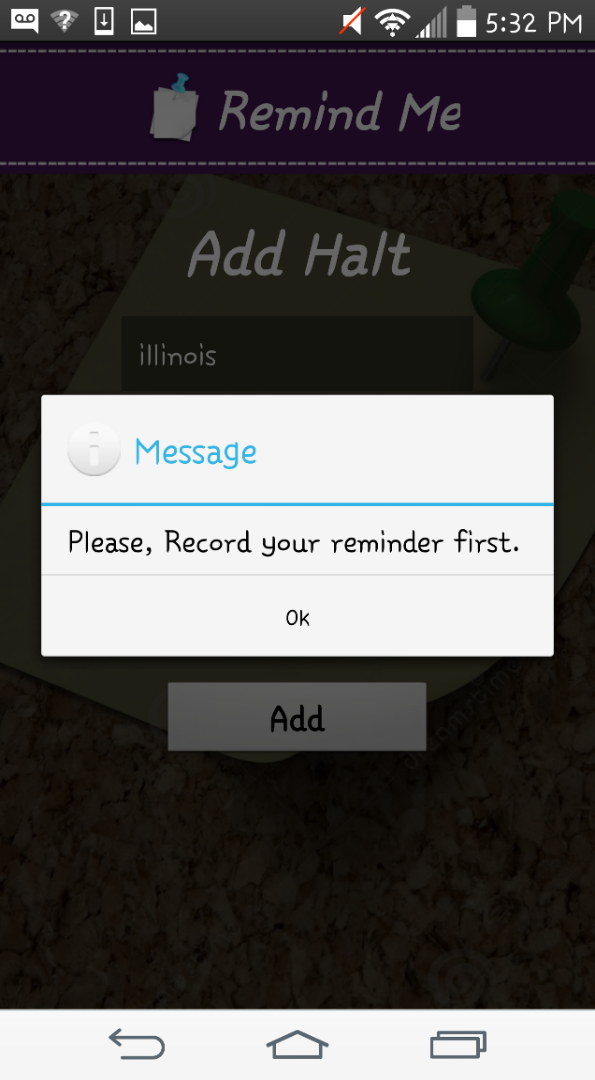 5:32 PM
Remind Me
Add Halt
illinois
Message
Please, Record your reminder first.
Ok
Add